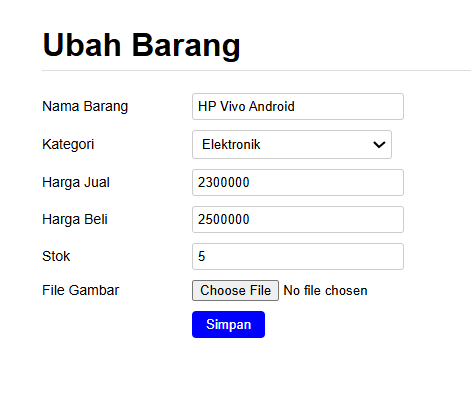 Ubah Barang
Nama Barang HP Vivo Android
Kategori Elektronik
Harga Jual 2300000
Harga Beli 2500000
Stok 5
File Gambar Choose File No file chosen
Simpan